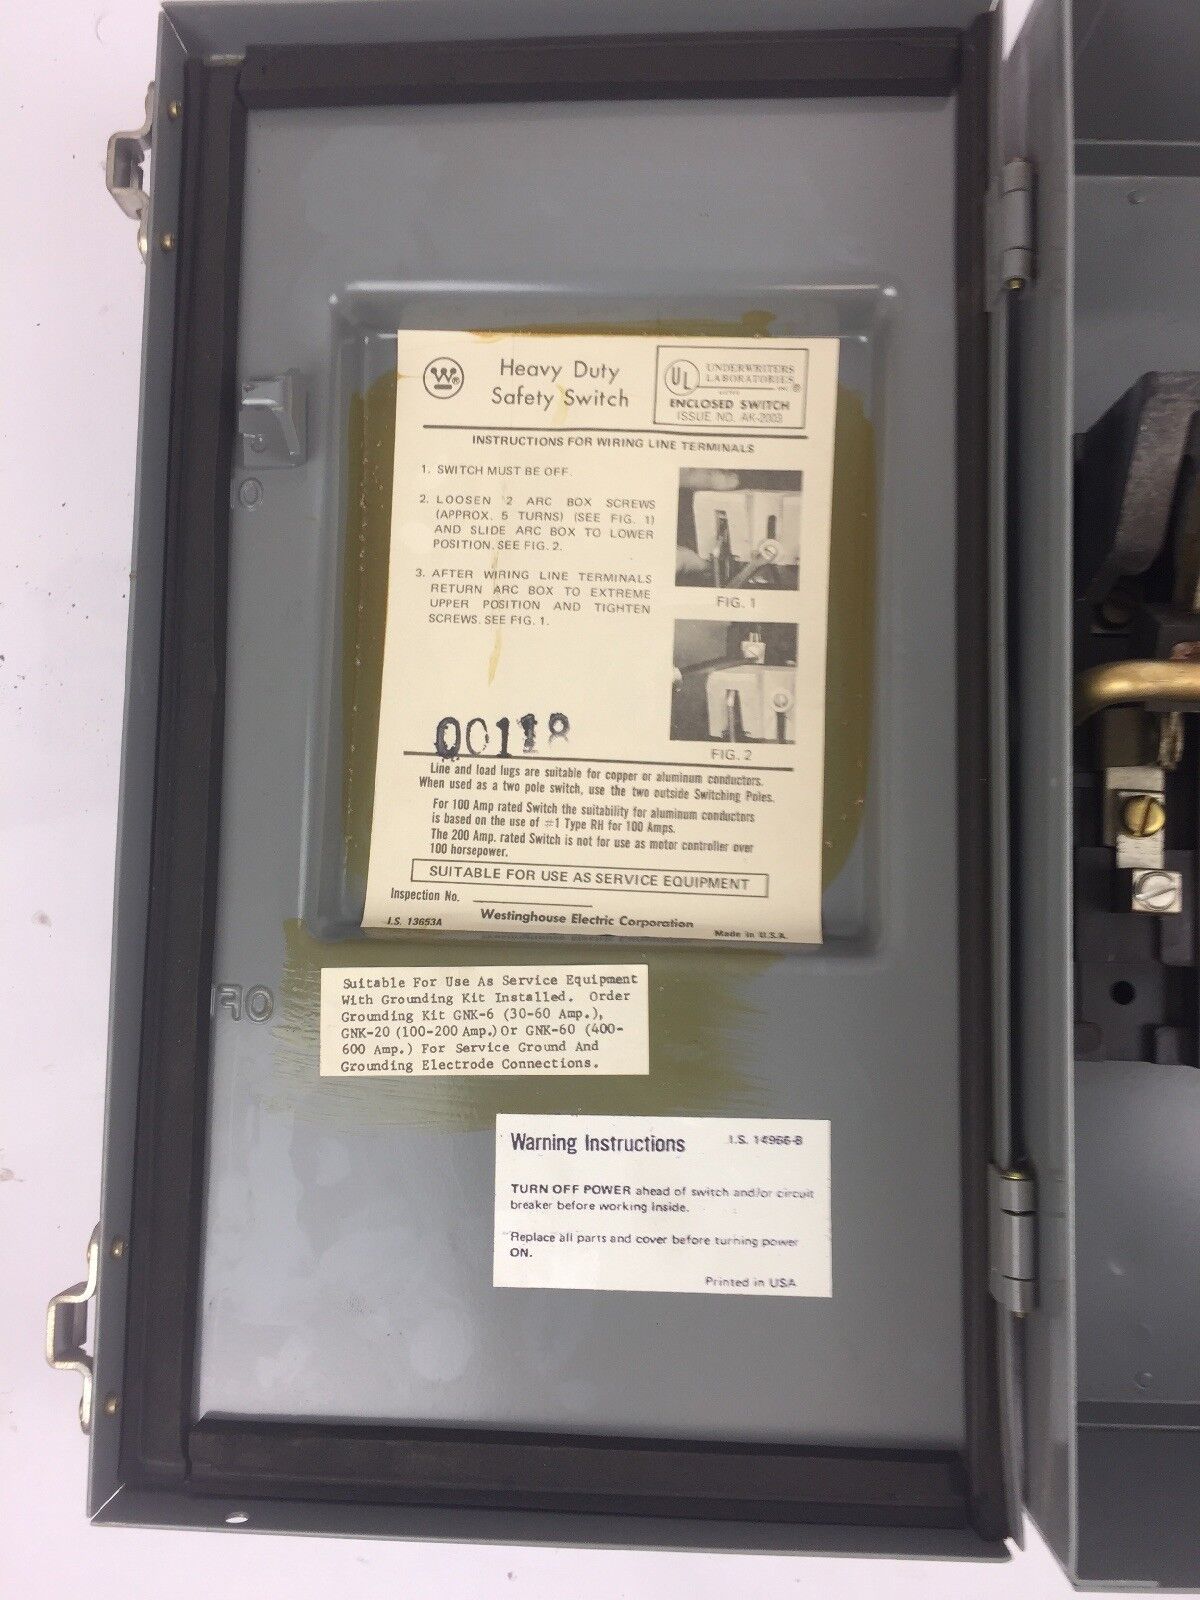 W®
Heavy Duty
Safety Switch
UL
UNDERWRITERS
LABORATORIES, INC.®
LISTED
ENCLOSED SWITCH
ISSUE NO. AK-2003
INSTRUCTIONS FOR WIRING LINE TERMINALS
1. SWITCH MUST BE OFF.
2. LOOSEN 2 ARC BOX SCREWS
(APPROX. 5 TURNS) (SEE FIG. 1)
AND SLIDE ARC BOX TO LOWER
POSITION. SEE FIG. 2.
3. AFTER WIRING LINE TERMINALS
RETURN ARC BOX TO EXTREME
UPPER POSITION AND TIGHTEN
SCREWS. SEE FIG. 1.
FIG. 1
FIG. 2
00118
Line and load lugs are suitable for copper or aluminum conductors.
When used as a two pole switch, use the two outside Switching Poles.
For 100 Amp rated Switch the suitability for aluminum conductors
is based on the use of #1 Type RH for 100 Amps.
The 200 Amp. rated Switch is not for use as motor controller over
100 horsepower.
SUITABLE FOR USE AS SERVICE EQUIPMENT
Inspection No.
I.S. 13653A
Westinghouse Electric Corporation
Made in U.S.A.
Suitable For Use As Service Equipment
With Grounding Kit Installed. Order
Grounding Kit GNK-6 (30-60 Amp.),
GNK-20 (100-200 Amp.) Or GNK-60 (400-
600 Amp.) For Service Ground And
Grounding Electrode Connections.
Warning Instructions
I.S. 14966-B
TURN OFF POWER ahead of switch and/or circuit
breaker before working inside.
Replace all parts and cover before turning power
ON.
Printed in USA